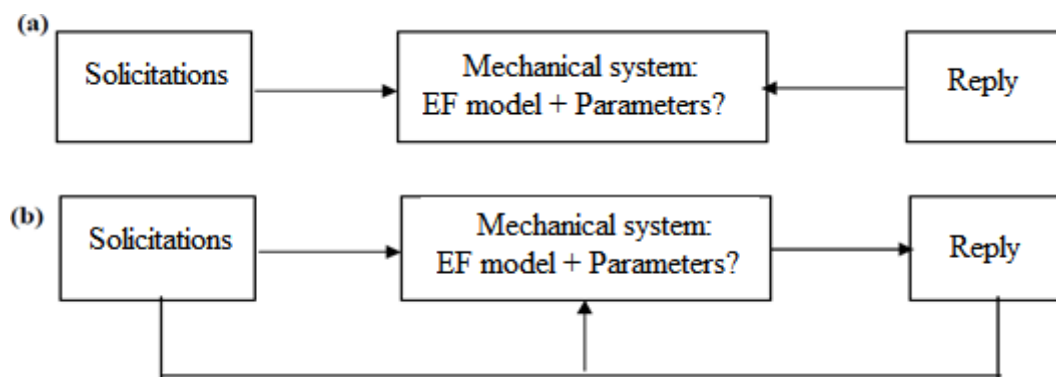 (a)
Solicitations
Mechanical system:
EF model + Parameters?
Reply
(b)
Solicitations
Mechanical system:
EF model + Parameters?
Reply